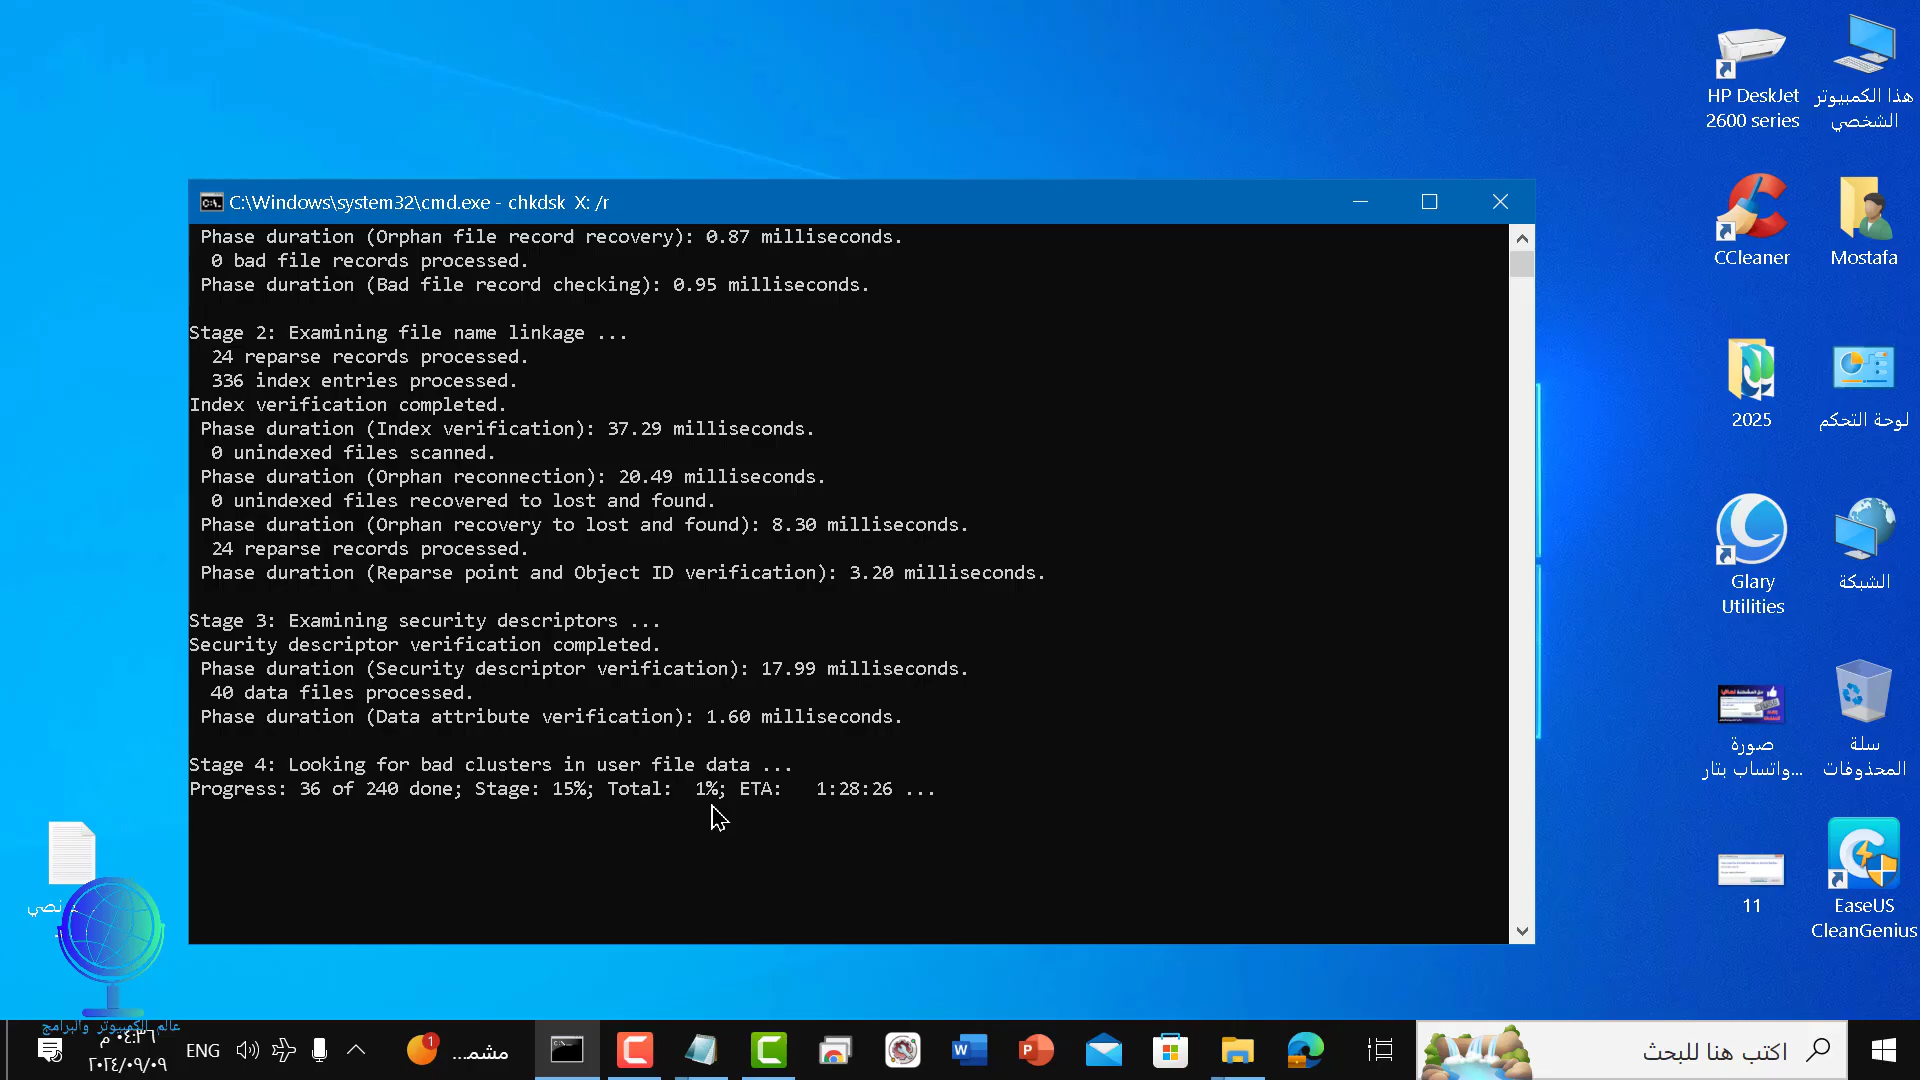 C:\Windows\system32\cmd.exe - chkdsk X: /r
Phase duration (Orphan file record recovery): 0.87 milliseconds.
0 bad file records processed.
Phase duration (Bad file record checking): 0.95 milliseconds.
Stage 2: Examining file name linkage ...
24 reparse records processed.
336 index entries processed.
Index verification completed.
Phase duration (Index verification): 37.29 milliseconds.
0 unindexed files scanned.
Phase duration (Orphan reconnection): 20.49 milliseconds.
0 unindexed files recovered to lost and found.
Phase duration (Orphan recovery to lost and found): 8.30 milliseconds.
24 reparse records processed.
Phase duration (Reparse point and Object ID verification): 3.20 milliseconds.
Stage 3: Examining security descriptors ...
Security descriptor verification completed.
Phase duration (Security descriptor verification): 17.99 milliseconds.
40 data files processed.
Phase duration (Data attribute verification): 1.60 milliseconds.
Stage 4: Looking for bad clusters in user file data ...
Progress: 36 of 240 done; Stage: 15%; Total: 1%; ETA: 1:28:26 ...
هذا الكمبيوتر
الشخصي
HP DeskJet
2600 series
Mostafa
CCleaner
لوحة التحكم
2025
الشبكة
Glary
Utilities
سلة
المحذوفات
صورة
واتساب بتار...
EaseUS
CleanGenius
11
نصي
عالم الكمبيوتر والبرامج
اكتب هنا للبحث
مشمـ...
1
ENG
٠٤:٣٦ م
٢٠٢٤/٠٩/٠٩